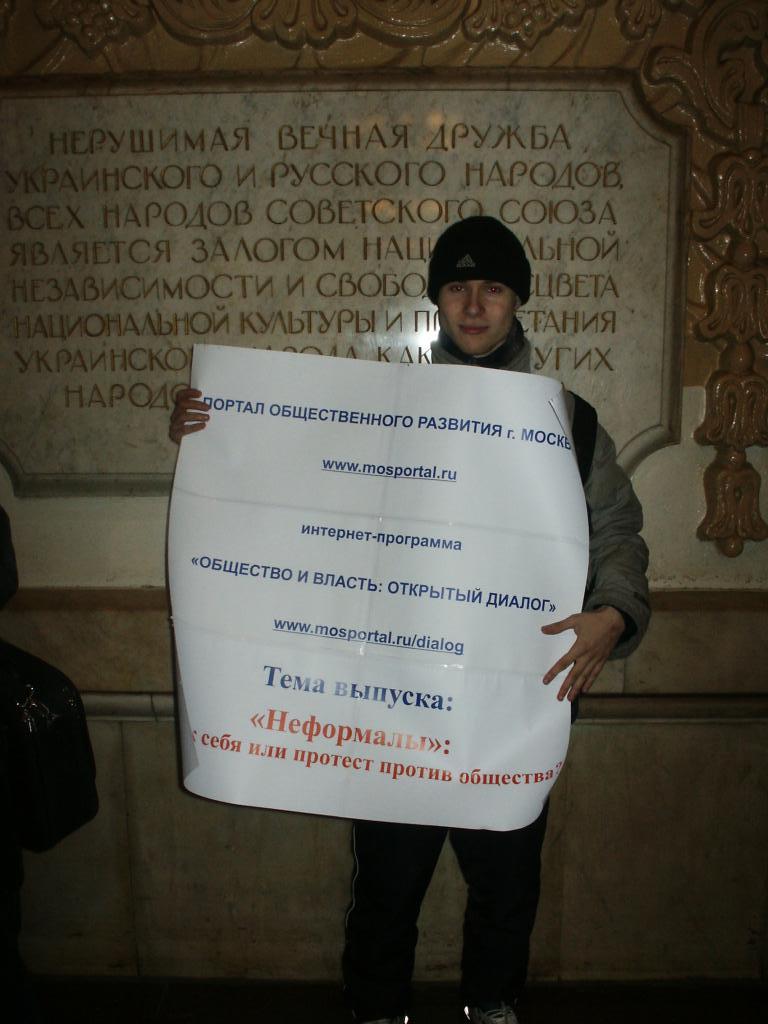 НЕРУШИМАЯ ВЕЧНАЯ ДРУЖБА
УКРАИНСКОГО И РУССКОГО НАРОДОВ,
ВСЕХ НАРОДОВ СОВЕТСКОГО СОЮЗА
ЯВЛЯЕТСЯ ЗАЛОГОМ
НЕЗАВИСИМОСТИ И
НАЦИОНАЛЬНОЙ КУЛЬТУРЫ И
КАК
ПОРТАЛ ОБЩЕСТВЕННОГО РАЗВИТИЯ г.
www.mosportal.ru
интернет-программа
«ОБЩЕСТВО И ВЛАСТЬ: ОТКРЫТЫЙ ДИАЛОГ»
www.mosportal.ru/dialog
Тема выпуска:
«Неформалы»:
себя или протест против общества?